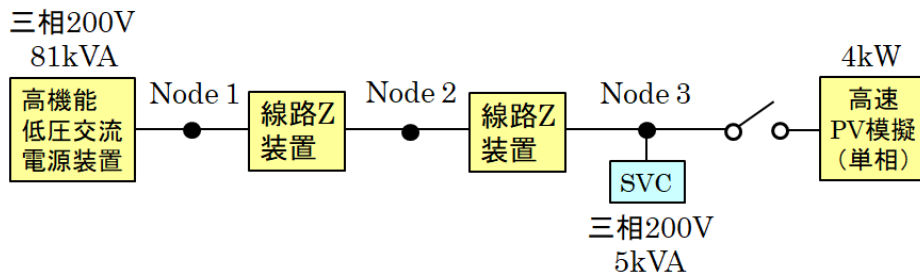 三相200V
81kVA
高機能
低圧交流
電源装置
Node 1
線路Z
装置
Node 2
線路Z
装置
Node 3
SVC
三相200V
5kVA
4kW
高速
PV模擬
（単相）